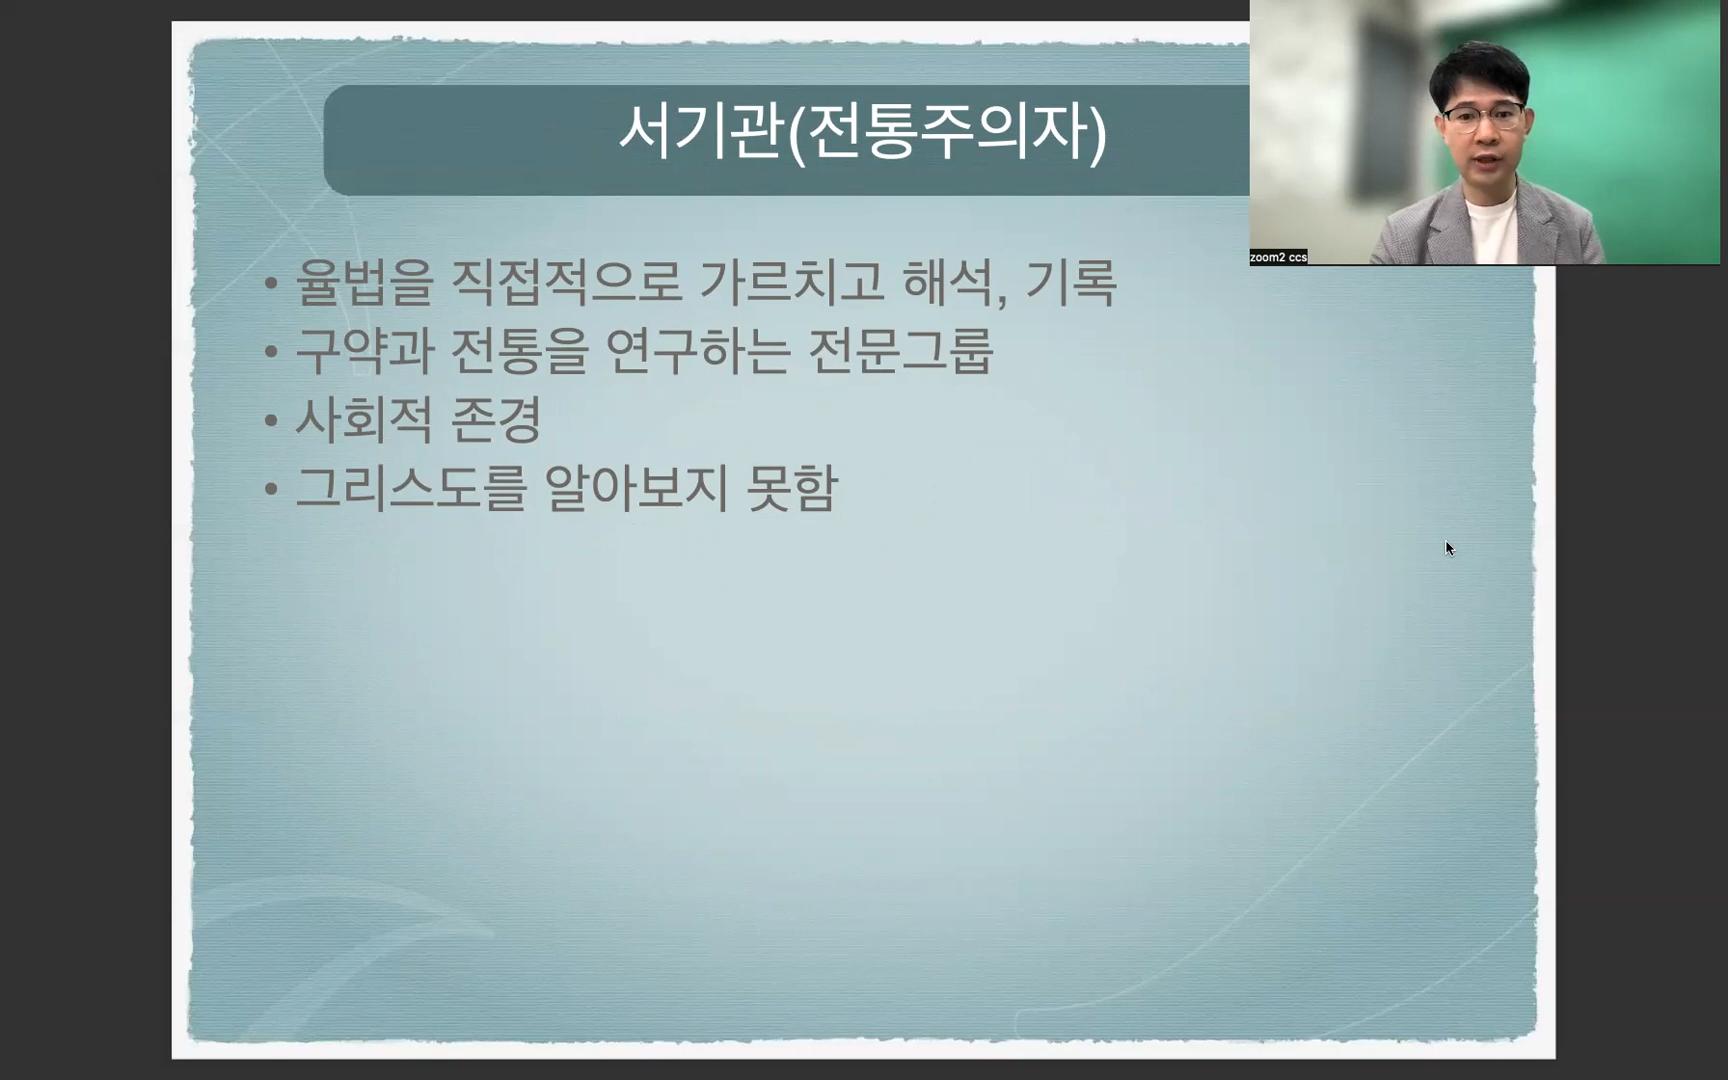 서기관(전통주의자)
zoom2 ccs
• 율법을 직접적으로 가르치고 해석, 기록
• 구약과 전통을 연구하는 전문그룹
• 사회적 존경
• 그리스도를 알아보지 못함